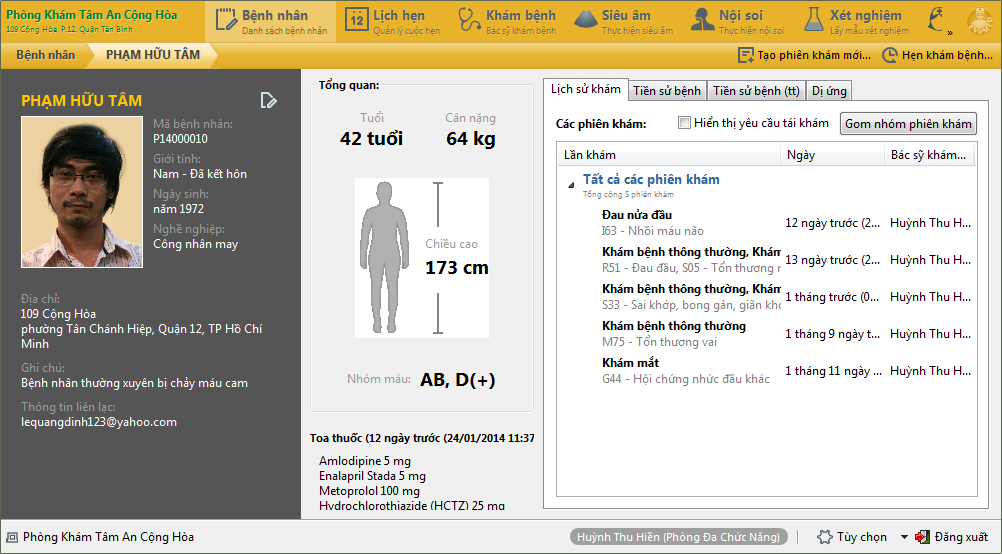 Phòng Khám Tâm An Cộng Hòa
109 Cộng Hòa, P.12, Quận Tân Bình
Bệnh nhân
Danh sách bệnh nhân
12
Lịch hẹn
Quản lý cuộc hẹn
Khám bệnh
Bác sỹ khám bệnh
Siêu âm
Thực hiện siêu âm
Nội soi
Thực hiện nội soi
Xét nghiệm
Lấy mẫu xét nghiệm
»
Bệnh nhân
PHẠM HỮU TÂM
Tạo phiên khám mới...
Hẹn khám bệnh...
PHẠM HỮU TÂM
Mã bệnh nhân:
P14000010
Giới tính:
Nam - Đã kết hôn
Ngày sinh:
năm 1972
Nghề nghiệp:
Công nhân may
Địa chỉ:
109 Cộng Hòa
phường Tân Chánh Hiệp, Quận 12, TP Hồ Chí
Minh
Ghi chú:
Bệnh nhân thường xuyên bị chảy máu cam
Thông tin liên lạc:
lequangdinh123@yahoo.com
Tổng quan:
Tuổi
42 tuổi
Cân nặng
64 kg
Chiều cao
173 cm
Nhóm máu: AB, D(+)
Toa thuốc (12 ngày trước (24/01/2014 11:37
Amlodipine 5 mg
Enalapril Stada 5 mg
Metoprolol 100 mg
Hydrochlorothiazide (HCTZ) 25 mg
Lịch sử khám
Tiền sử bệnh
Tiền sử bệnh (tt)
Dị ứng
Các phiên khám:
Hiển thị yêu cầu tái khám
Gom nhóm phiên khám
Lần khám
Ngày
Bác sỹ khám...
Tất cả các phiên khám
Tổng cộng 5 phiên khám
Đau nửa đầu
I63 - Nhồi máu não
12 ngày trước (2...
Huỳnh Thu H...
Khám bệnh thông thường, Khám
R51 - Đau đầu, S05 - Tổn thương
13 ngày trước (2...
Huỳnh Thu H...
Khám bệnh thông thường, Khám
S33 - Sai khớp, bong gân, giãn
1 tháng trước (0...
Huỳnh Thu H...
Khám bệnh thông thường
M75 - Tổn thương vai
1 tháng 9 ngày t...
Huỳnh Thu H...
Khám mắt
G44 - Hội chứng nhức đầu khác
1 tháng 11 ngày ...
Huỳnh Thu H...
Phòng Khám Tâm An Cộng Hòa
Huỳnh Thu Hiền (Phòng Đa Chức Năng)
Tùy chọn
Đăng xuất